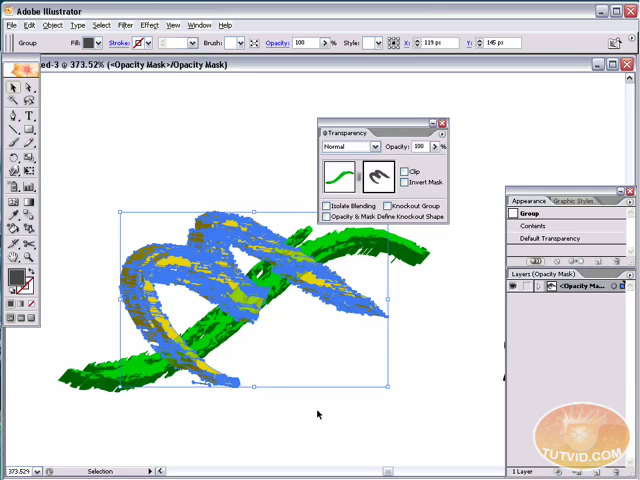 Adobe Illustrator
File Edit Object Type Select Filter Effect View Window Help
Group Fill: Stroke: Brush: Opacity: 100 % Style: X: 119 px Y: 145 px
ed-3 @ 373.52% (<Opacity Mask>/Opacity Mask)
Transparency
Normal Opacity: 100 %
Clip
Invert Mask
Isolate Blending Knockout Group
Opacity & Mask Define Knockout Shape
Appearance Graphic Styles
Group
Contents
Default Transparency
Layers (Opacity Mask)
<Opacity Ma...
TUTVID.COM
373.52% Selection 1 Layer